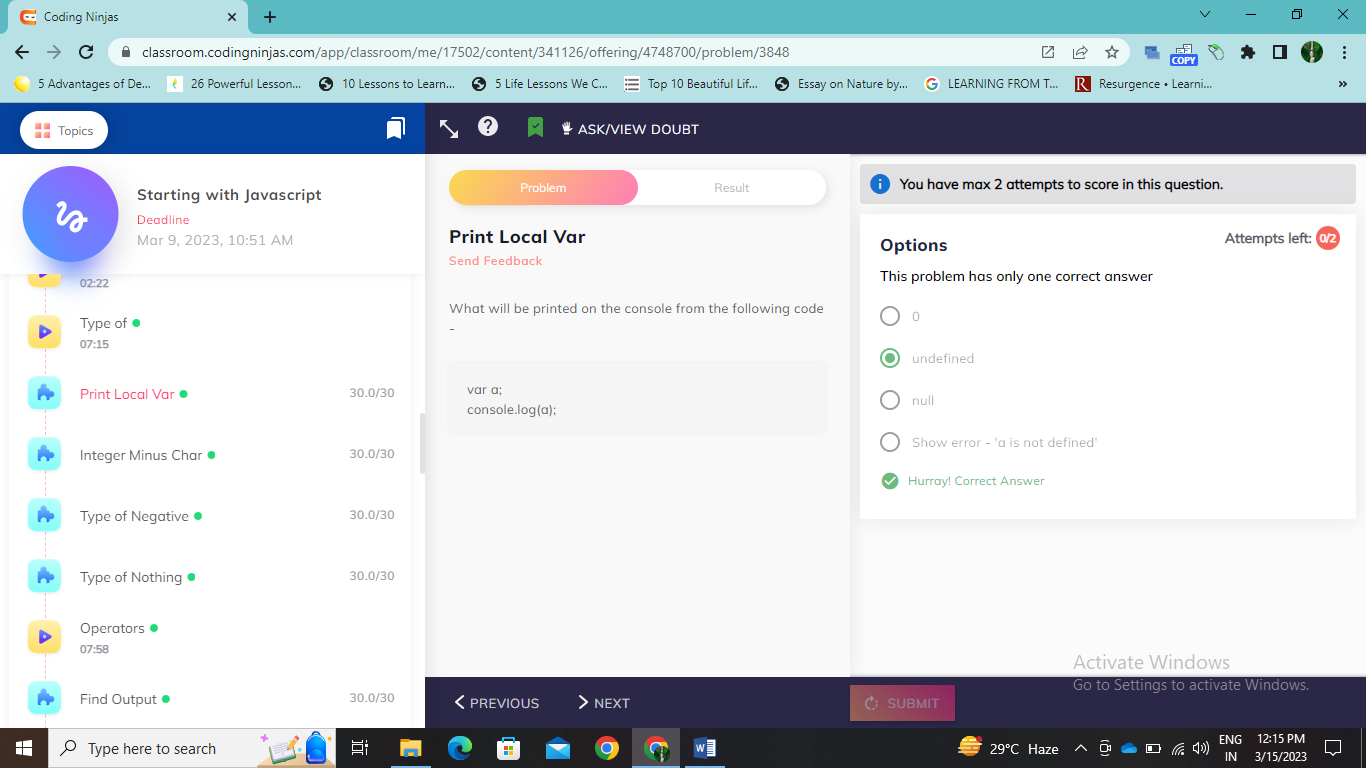 Coding Ninjas
classroom.codingninjas.com/app/classroom/me/17502/content/341126/offering/4748700/problem/3848
COPY
5 Advantages of De...
26 Powerful Lesson...
10 Lessons to Learn...
5 Life Lessons We C...
Top 10 Beautiful Lif...
Essay on Nature by...
LEARNING FROM T...
Resurgence • Learni...
»
Topics
ASK/VIEW DOUBT
Starting with Javascript
Deadline
Mar 9, 2023, 10:51 AM
02:22
Type of
07:15
Print Local Var 30.0/30
Integer Minus Char 30.0/30
Type of Negative 30.0/30
Type of Nothing 30.0/30
Operators
07:58
Find Output 30.0/30
Problem
Result
Print Local Var
Send Feedback
What will be printed on the console from the following code
-
var a;
console.log(a);
PREVIOUS
NEXT
You have max 2 attempts to score in this question.
Options
Attempts left: 0/2
This problem has only one correct answer
0
undefined
null
Show error - 'a is not defined'
Hurray! Correct Answer
Activate Windows
Go to Settings to activate Windows.
SUBMIT
Type here to search
29°C Haze
ENG
IN
12:15 PM
3/15/2023